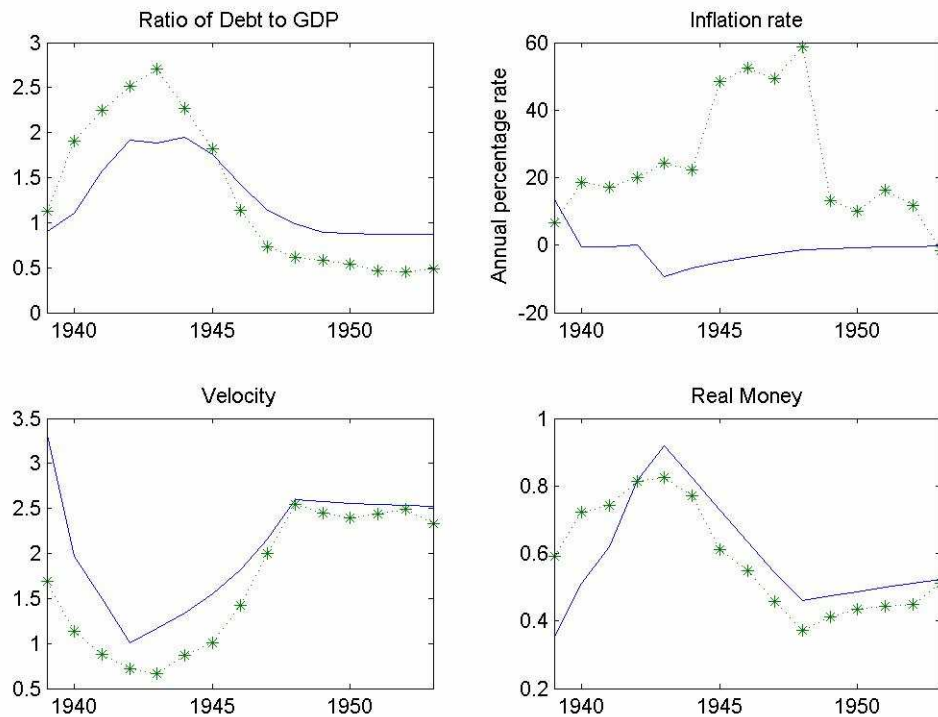 Ratio of Debt to GDP
3
2.5
2
1.5
1
0.5
0
1940 1945 1950
Inflation rate
Annual percentage rate
60
40
20
0
-20
1940 1945 1950
Velocity
3.5
3
2.5
2
1.5
1
0.5
1940 1945 1950
Real Money
1
0.8
0.6
0.4
0.2
1940 1945 1950